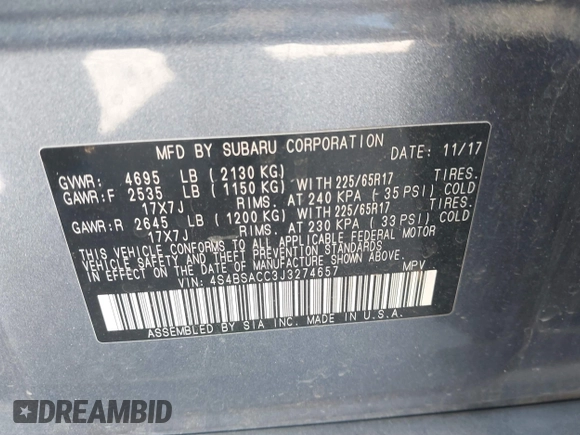 MFD BY SUBARU CORPORATION DATE: 11/17
GVWR: 4695 LB (2130 KG)
GAWR:F 2535 LB (1150 KG) WITH 225/65R17 TIRES.
17X7J RIMS. AT 240 KPA (35 PSI) COLD
GAWR:R 2645 LB (1200 KG) WITH 225/65R17 TIRES.
17X7J RIMS. AT 230 KPA (33 PSI) COLD
THIS VEHICLE CONFORMS TO ALL APPLICABLE FEDERAL MOTOR
VEHICLE SAFETY AND THEFT PREVENTION STANDARDS
IN EFFECT ON THE DATE OF MANUFACTURE SHOWN ABOVE.
VIN: 4S4BSACC3J3274657 MPV
ASSEMBLED BY SIA INC. MADE IN U.S.A.
DREAMBID